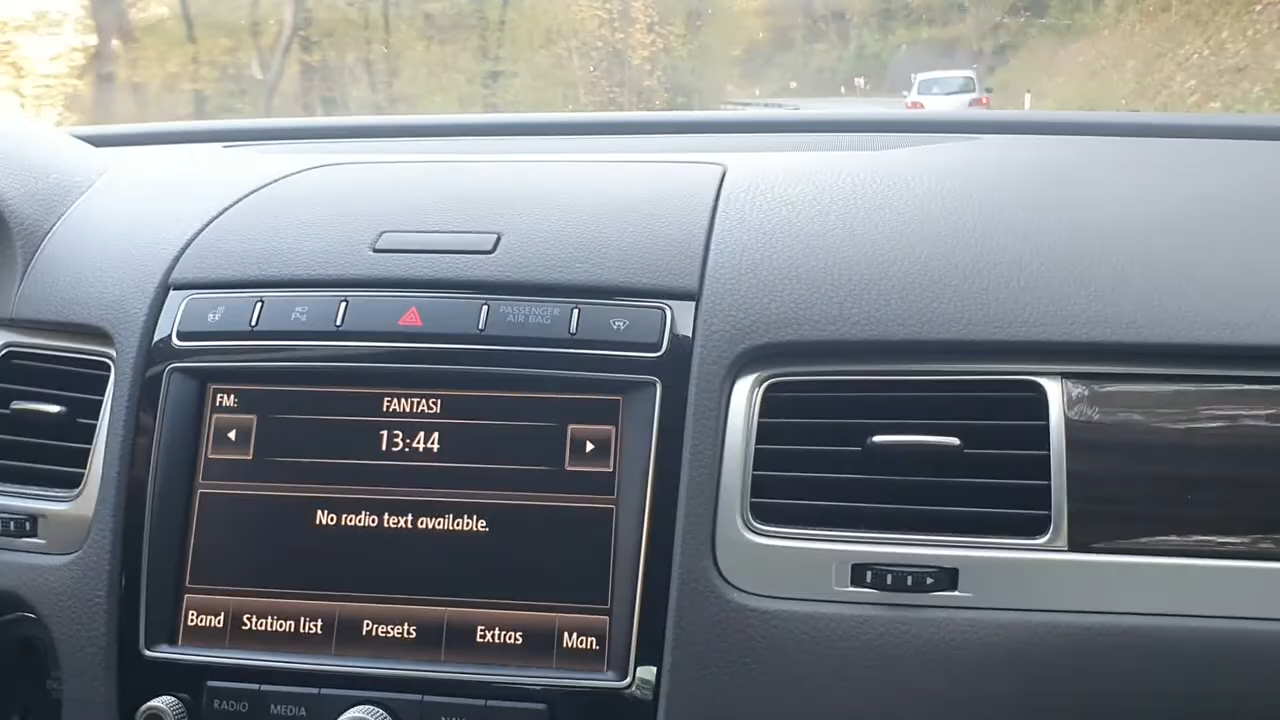 P
PASSENGER
AIR BAG
FM:
FANTASI
13:44
No radio text available.
Band
Station list
Presets
Extras
Man.
RADIO
MEDIA